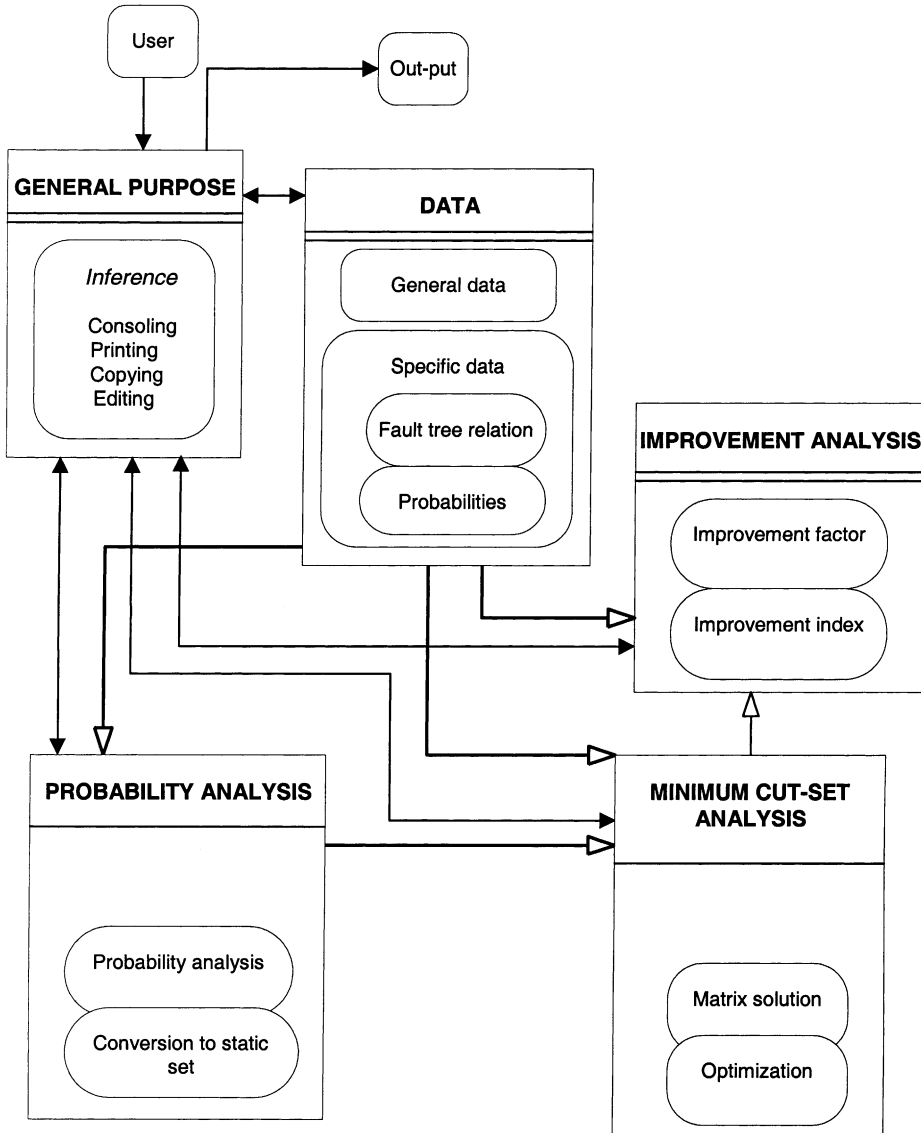 User
Out-put
GENERAL PURPOSE
Inference
Consoling
Printing
Copying
Editing
DATA
General data
Specific data
Fault tree relation
Probabilities
IMPROVEMENT ANALYSIS
Improvement factor
Improvement index
PROBABILITY ANALYSIS
Probability analysis
Conversion to static
set
MINIMUM CUT-SET
ANALYSIS
Matrix solution
Optimization